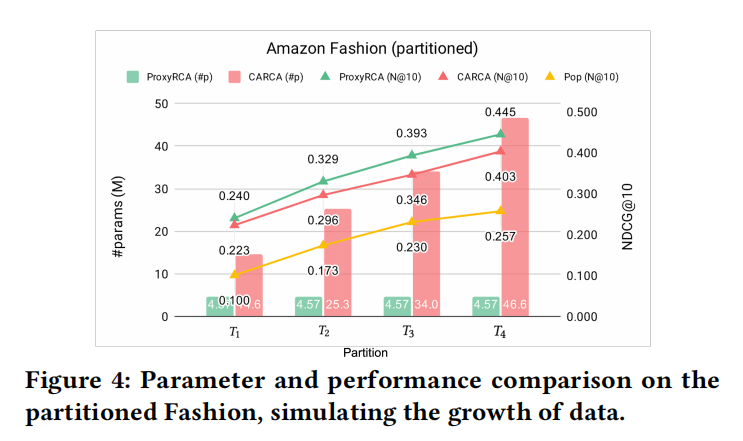 Amazon Fashion (partitioned)
ProxyRCA (#p) CARCA (#p) ProxyRCA (N@10) CARCA (N@10) Pop (N@10)
50 0.500
0.445
40 0.393 0.400
0.329 0.403
30 0.300
0.240 0.346
0.296
20 0.257 0.200
0.223 0.230
0.173
10 0.100
0.100
4.57 25.3 4.57 34.0 4.57 46.6
0 0.000
#params (M)
NDCG@10
T1 T2 T3 T4
Partition
Figure 4: Parameter and performance comparison on the
partitioned Fashion, simulating the growth of data.